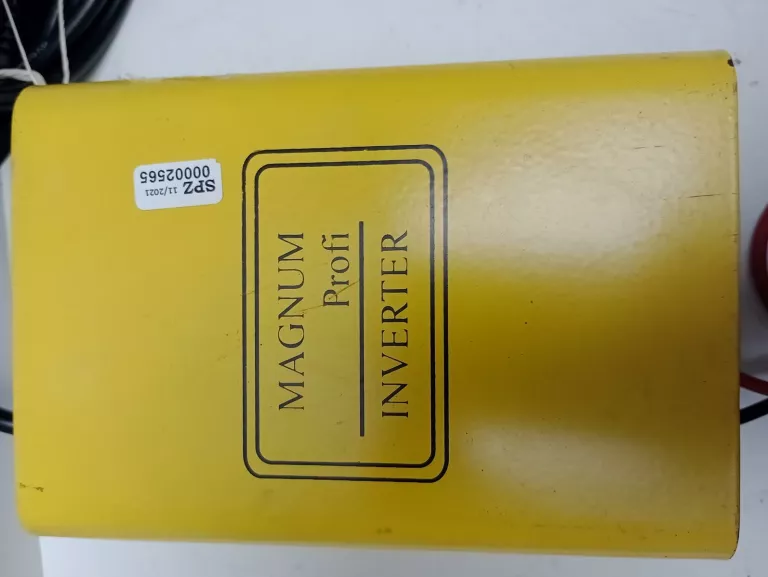 MAGNUM
Profi
INVERTER
SPZ
11/2021
00002565